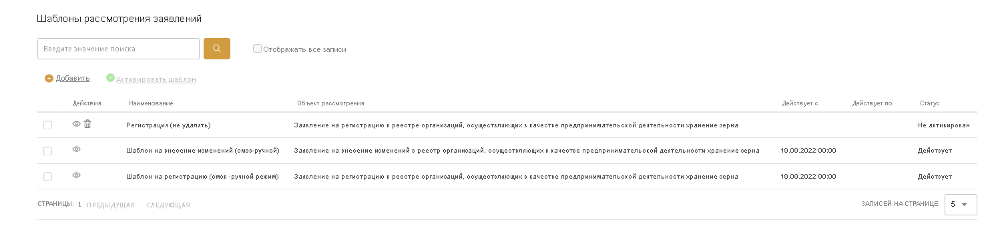 Шаблоны рассмотрения заявлений
Введите значение поиска Отображать все записи
Добавить Активировать шаблон
Действия Наименование Объект рассмотрения Действует с Действует по Статус
Регистрация (не удалять) Заявление на регистрацию в реестре организаций, осуществляющих в качестве предпринимательской деятельности хранение зерна Не активирован
Шаблон на внесение изменений (смэв-ручной) Заявление на внесение изменений в реестр организаций, осуществляющих в качестве предпринимательской деятельности хранение зерна 19.09.2022 00:00 Действует
Шаблон на регистрацию (смэв -ручной режим) Заявление на регистрацию в реестре организаций, осуществляющих в качестве предпринимательской деятельности хранение зерна 19.09.2022 00:00 Действует
СТРАНИЦЫ: 1 ПРЕДЫДУЩАЯ СЛЕДУЮЩАЯ ЗАПИСЕЙ НА СТРАНИЦЕ: 5